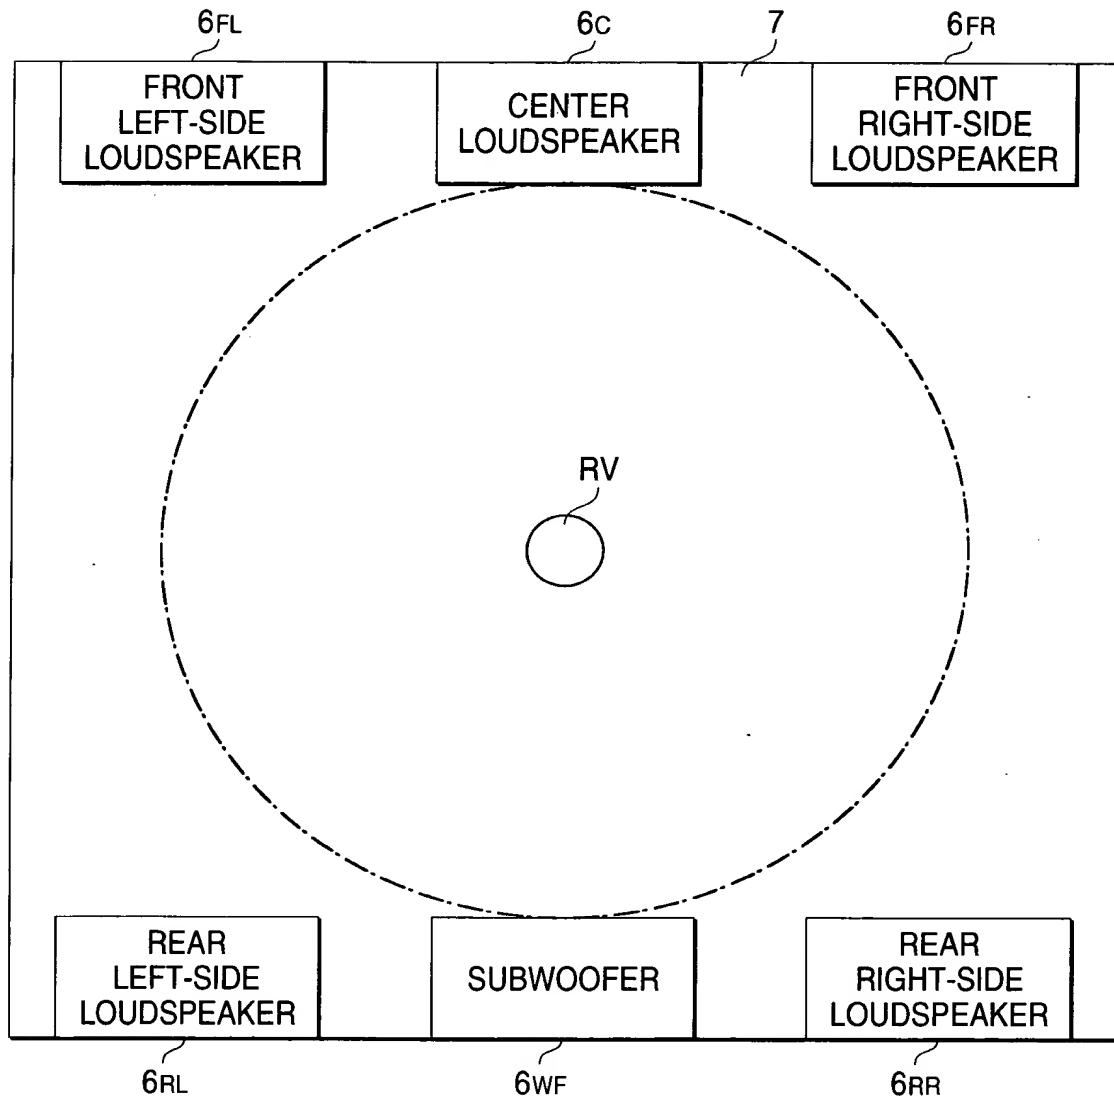 6FL
6C
7
6FR
FRONT
LEFT-SIDE
LOUDSPEAKER
CENTER
LOUDSPEAKER
FRONT
RIGHT-SIDE
LOUDSPEAKER
RV
REAR
LEFT-SIDE
LOUDSPEAKER
SUBWOOFER
REAR
RIGHT-SIDE
LOUDSPEAKER
6RL
6WF
6RR